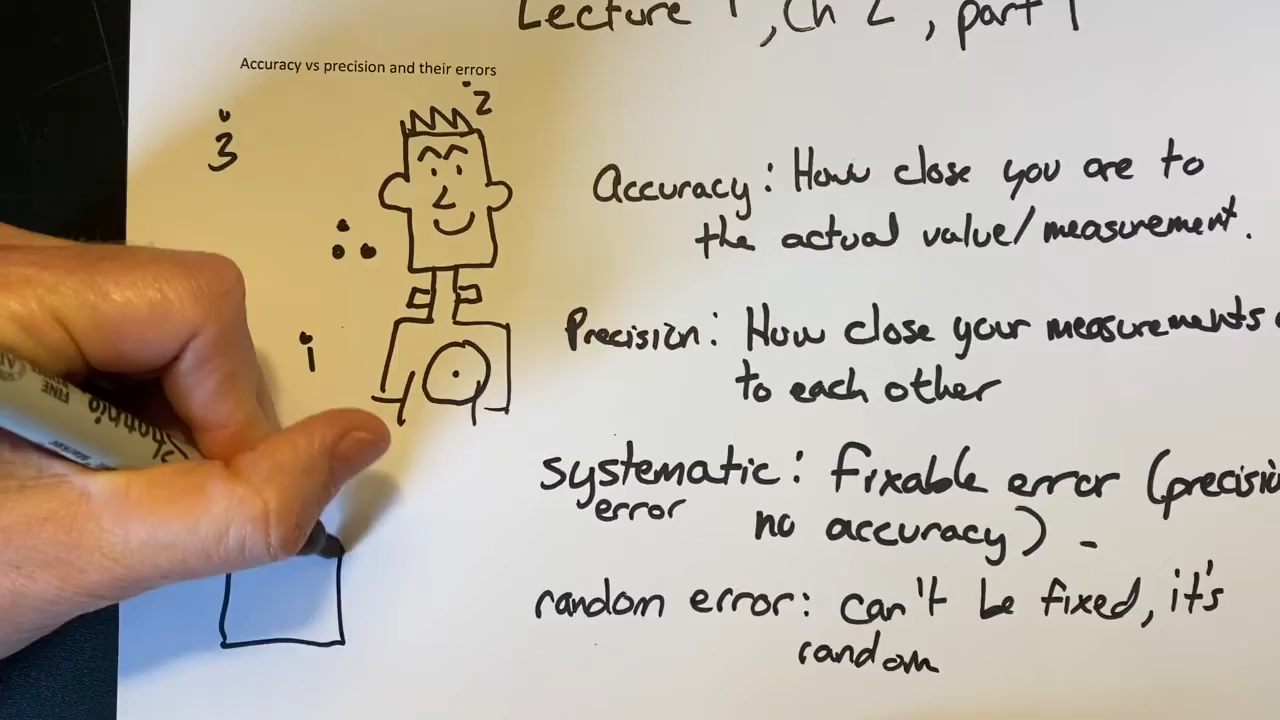 Lecture 1, Ch 2, part 1
Accuracy vs precision and their errors
2
3
1
Accuracy: How close you are to
the actual value/measurement.
Precision: How close your measurements
to each other
systematic: fixable error (precisio
error no accuracy)
random error: can't be fixed, it's
random
FINE
Sharpie